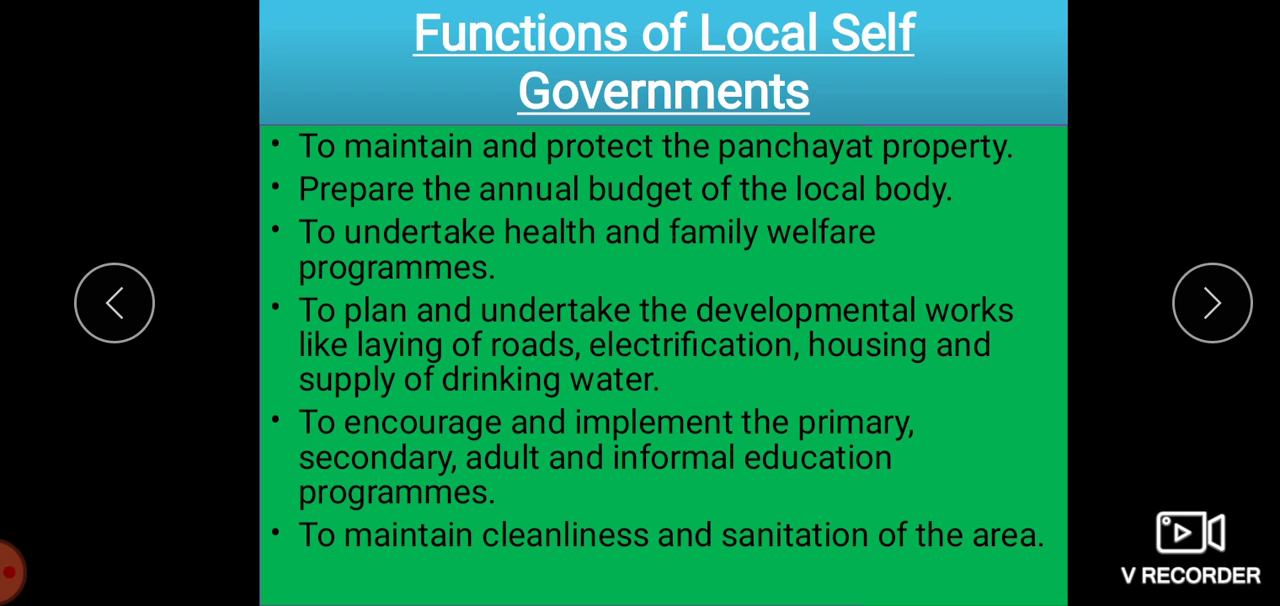 Functions of Local Self
Governments
• To maintain and protect the panchayat property.
• Prepare the annual budget of the local body.
• To undertake health and family welfare
programmes.
• To plan and undertake the developmental works
like laying of roads, electrification, housing and
supply of drinking water.
• To encourage and implement the primary,
secondary, adult and informal education
programmes.
• To maintain cleanliness and sanitation of the area.
V RECORDER